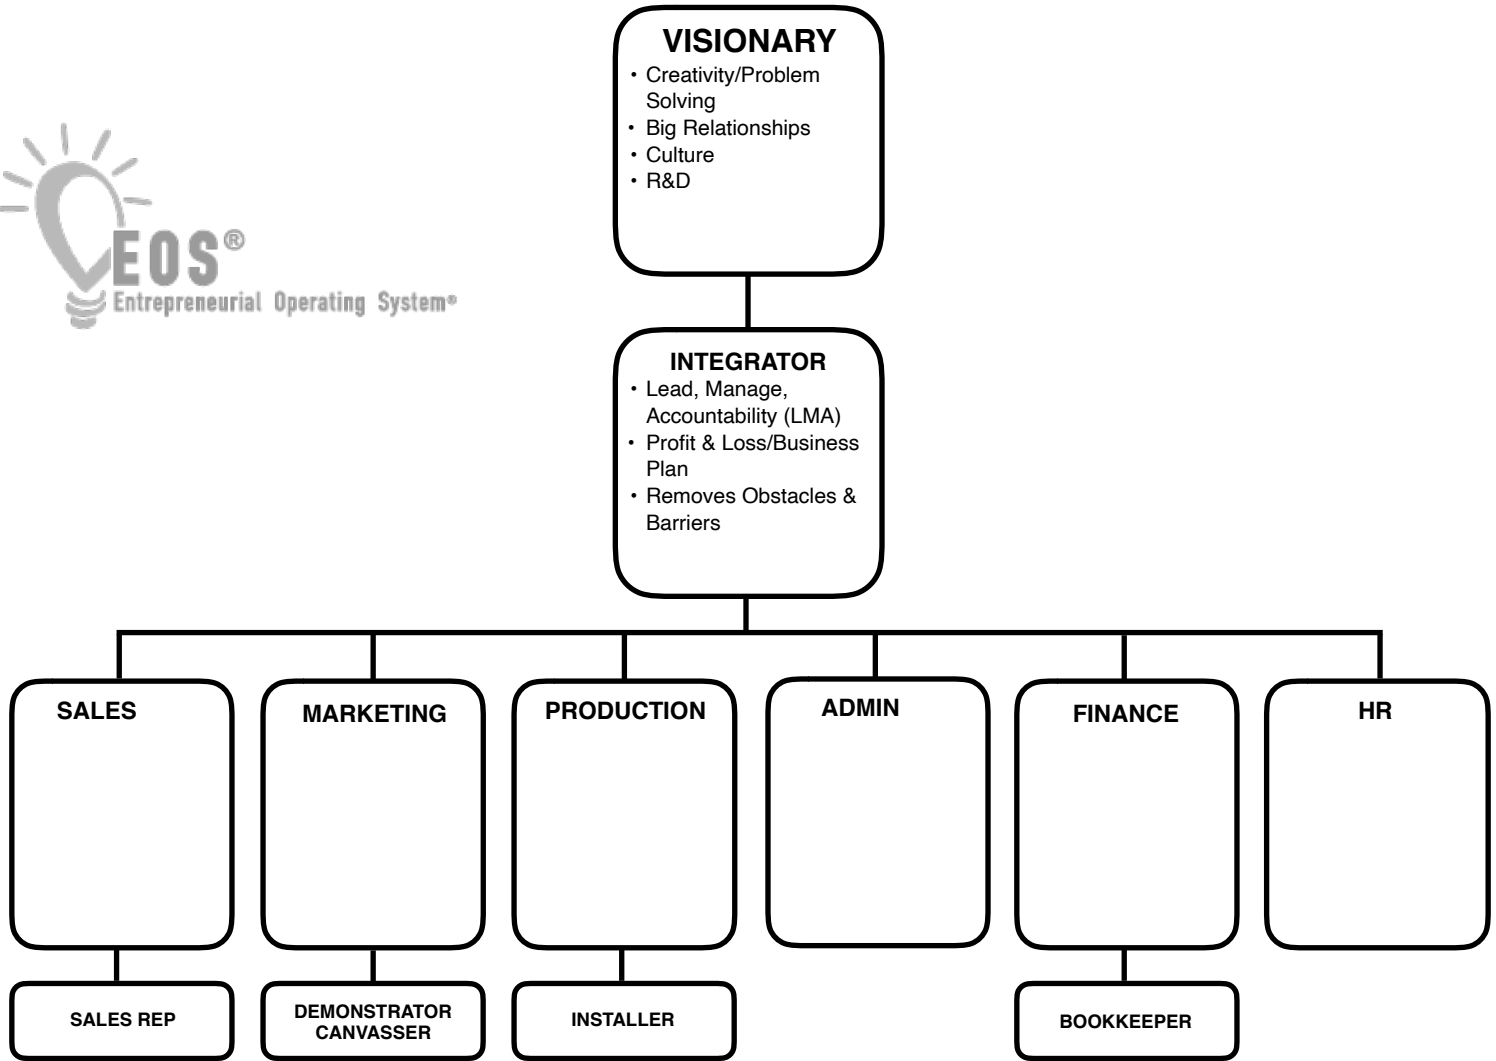 VISIONARY
• Creativity/Problem
Solving
• Big Relationships
• Culture
• R&D
EOS®
Entrepreneurial Operating System®
INTEGRATOR
• Lead, Manage,
Accountability (LMA)
• Profit & Loss/Business
Plan
• Removes Obstacles &
Barriers
SALES
MARKETING
PRODUCTION
ADMIN
FINANCE
HR
SALES REP
DEMONSTRATOR
CANVASSER
INSTALLER
BOOKKEEPER